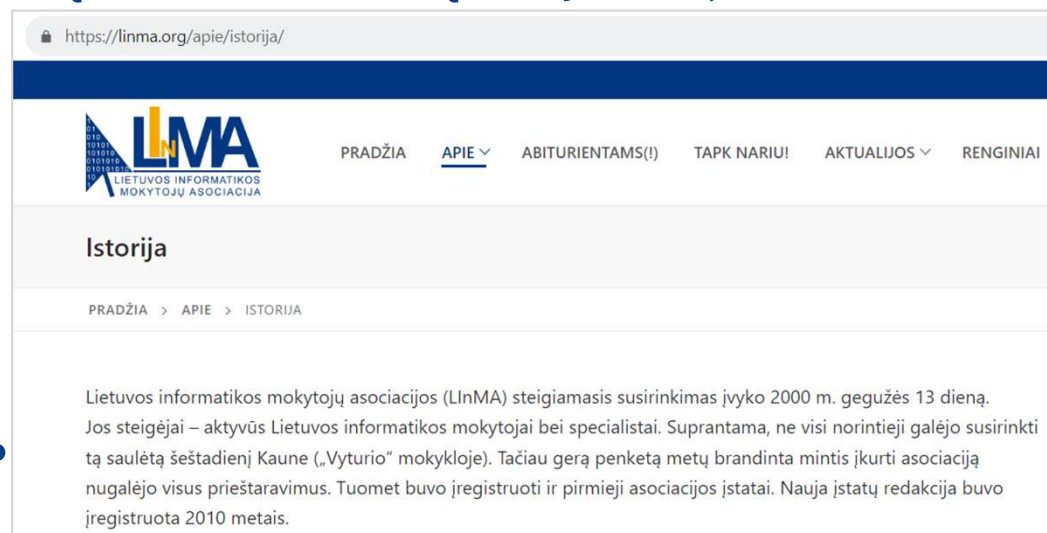 https://linma.org/apie/istorija/
LInMA
LIETUVOS INFORMATIKOS
MOKYTOJŲ ASOCIACIJA
PRADŽIA APIE ABITURIENTAMS(!) TAPK NARIU! AKTUALIJOS RENGINIAI
Istorija
PRADŽIA > APIE > ISTORIJA
Lietuvos informatikos mokytojų asociacijos (LInMA) steigiamasis susirinkimas įvyko 2000 m. gegužės 13 dieną.
Jos steigėjai – aktyvūs Lietuvos informatikos mokytojai bei specialistai. Suprantama, ne visi norintieji galėjo susirinkti
tą saulėtą šeštadienį Kaune („Vyturio“ mokykloje). Tačiau gerą penketą metų brandinta mintis įkurti asociaciją
nugalėjo visus prieštaravimus. Tuomet buvo įregistruoti ir pirmieji asociacijos įstatai. Nauja įstatų redakcija buvo
įregistruota 2010 metais.